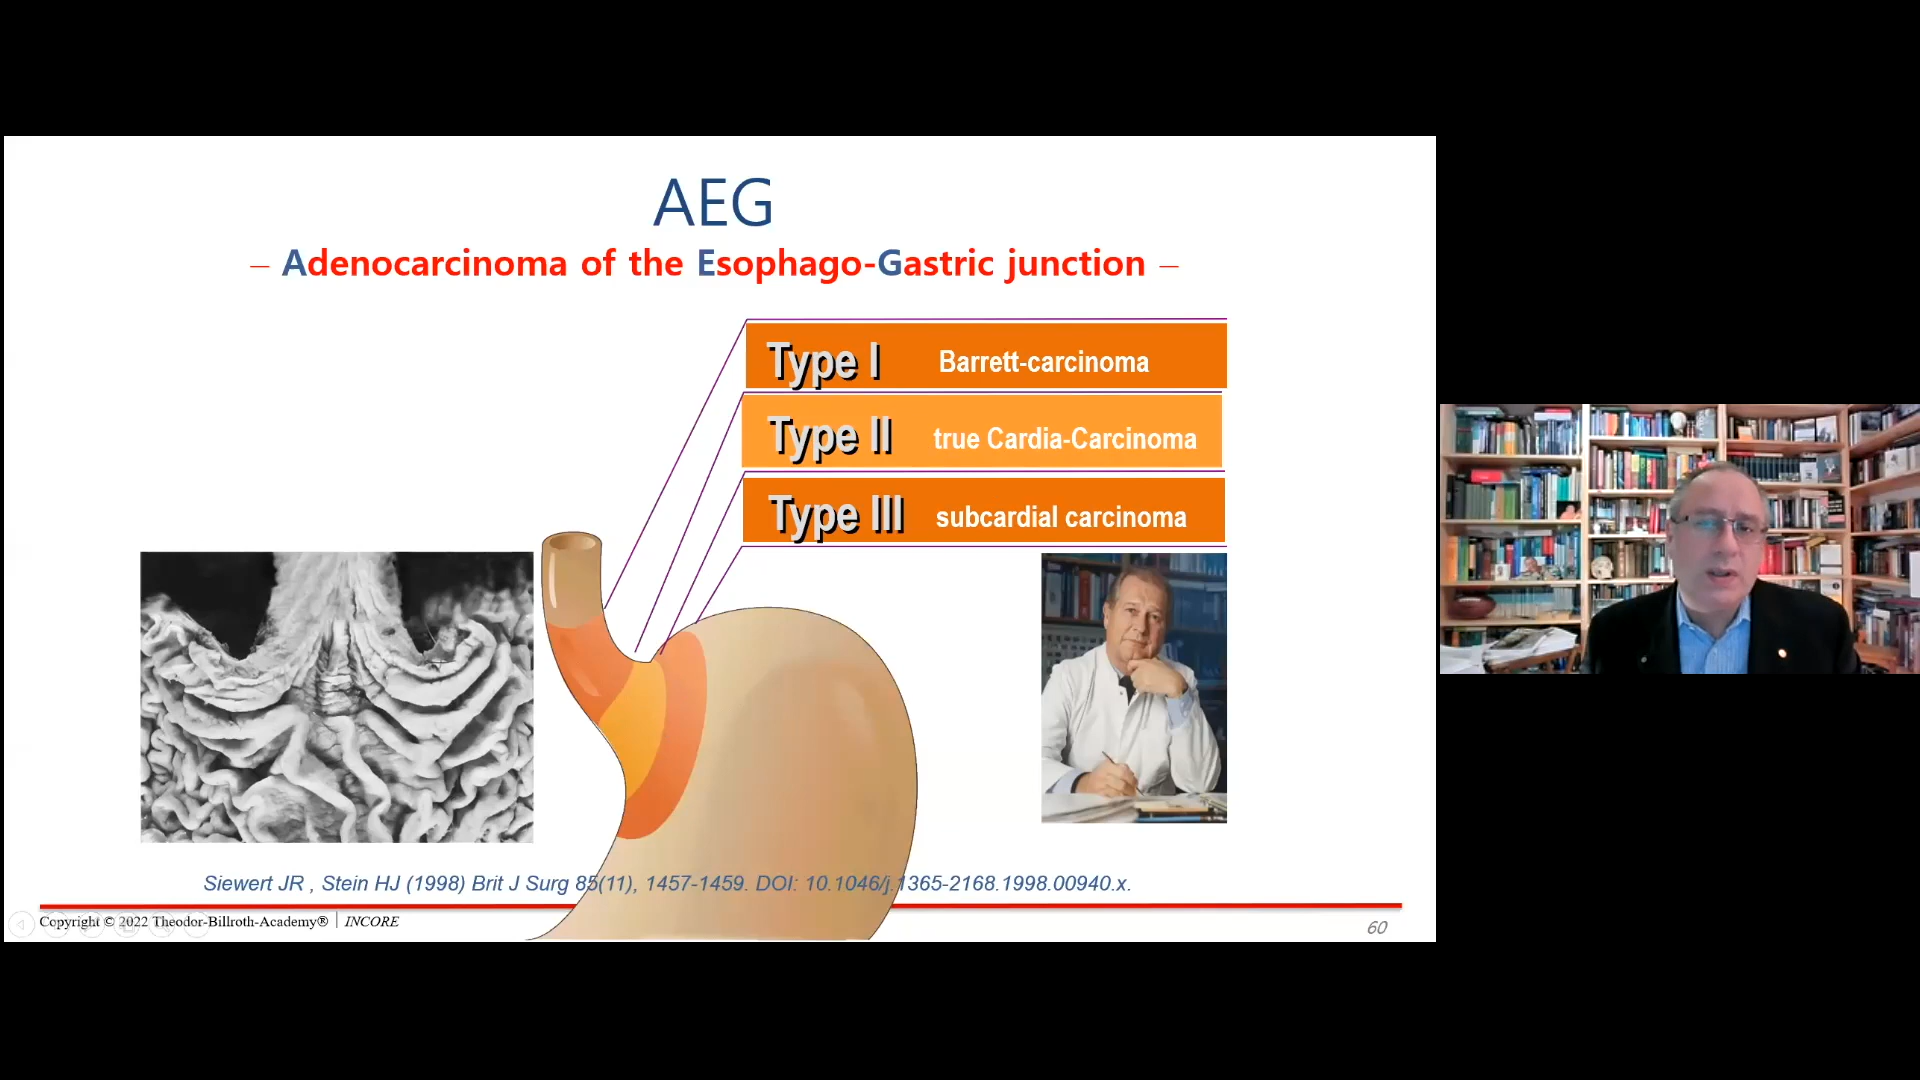 AEG
– Adenocarcinoma of the Esophago-Gastric junction –
Type I Barrett-carcinoma
Type II true Cardia-Carcinoma
Type III subcardial carcinoma
Siewert JR , Stein HJ (1998) Brit J Surg 85(11), 1457-1459. DOI: 10.1046/j.1365-2168.1998.00940.x.
Copyright © 2022 Theodor-Billroth-Academy® | INCORE
60